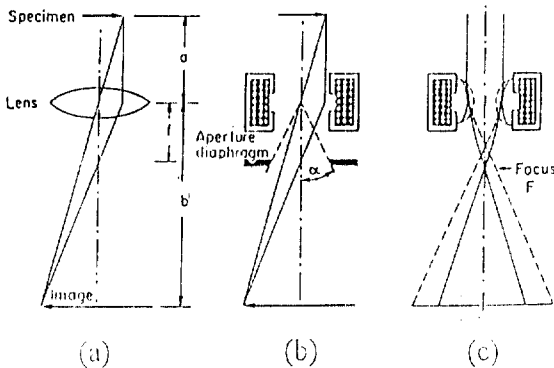 Specimen
a
Lens
f
Aperture
diaphragm
α
b
Focus
F
Image
(a)
(b)
(c)